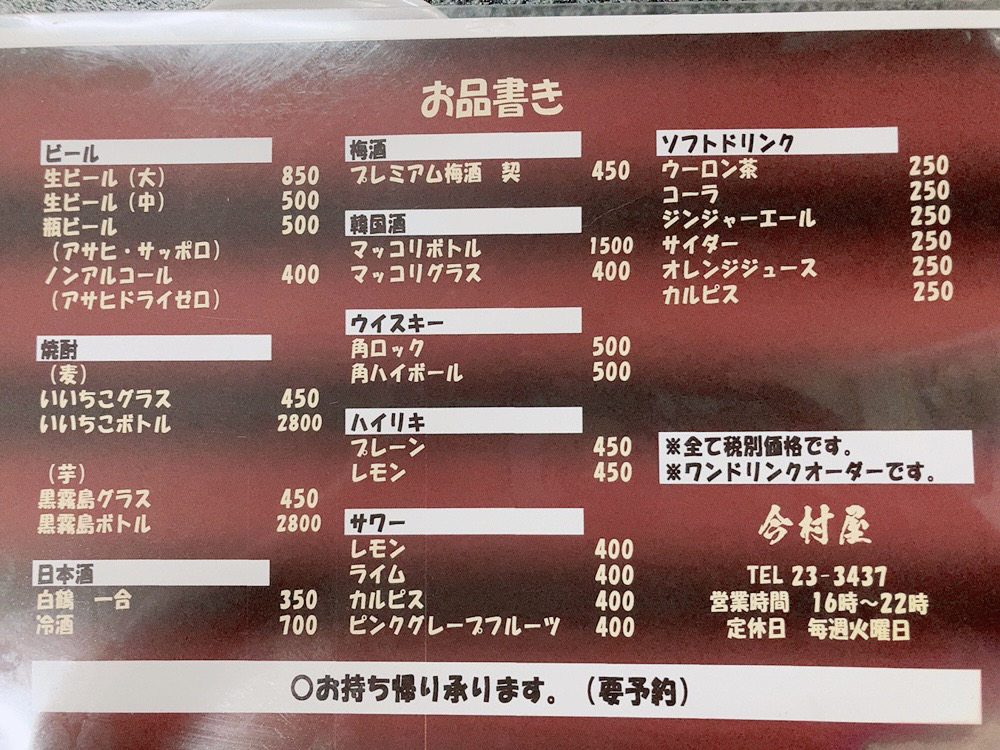 お品書き
ビール
生ビール（大） 850
生ビール（中） 500
瓶ビール 500
（アサヒ・サッポロ）
ノンアルコール 400
（アサヒドライゼロ）
焼酎
（麦）
いいちこグラス 450
いいちこボトル 2800
（芋）
黒霧島グラス 450
黒霧島ボトル 2800
日本酒
白鶴 一合 350
冷酒 700
梅酒
プレミアム梅酒 契 450
韓国酒
マッコリボトル 1500
マッコリグラス 400
ウイスキー
角ロック 500
角ハイボール 500
ハイリキ
プレーン 450
レモン 450
サワー
レモン 400
ライム 400
カルピス 400
ピンクグレープフルーツ 400
ソフトドリンク
ウーロン茶 250
コーラ 250
ジンジャーエール 250
サイダー 250
オレンジジュース 250
カルピス 250
※全て税別価格です。
※ワンドリンクオーダーです。
今村屋
TEL 23-3437
営業時間 16時～22時
定休日 毎週火曜日
○お持ち帰り承ります。（要予約）